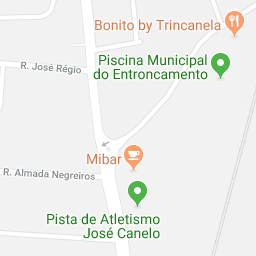 Bonito by Trincanela
Piscina Municipal
do Entroncamento
R. José Régio
Mibar
R. Almada Negreiros
Pista de Atletismo
José Canelo